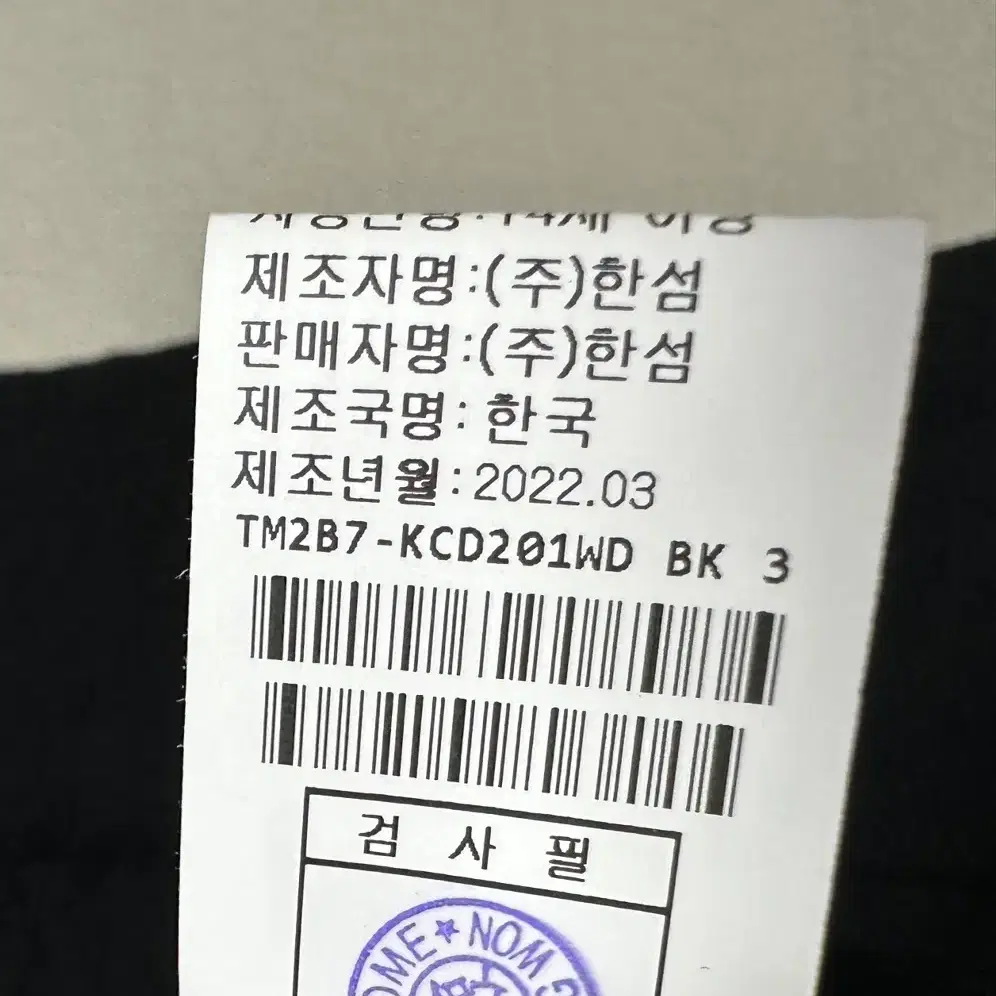 제조자명:(주)한섬
판매자명:(주)한섬
제조국명: 한국
제조년월:2022.03
TM2B7-KCD201WD BK 3
검 사 필
NOM